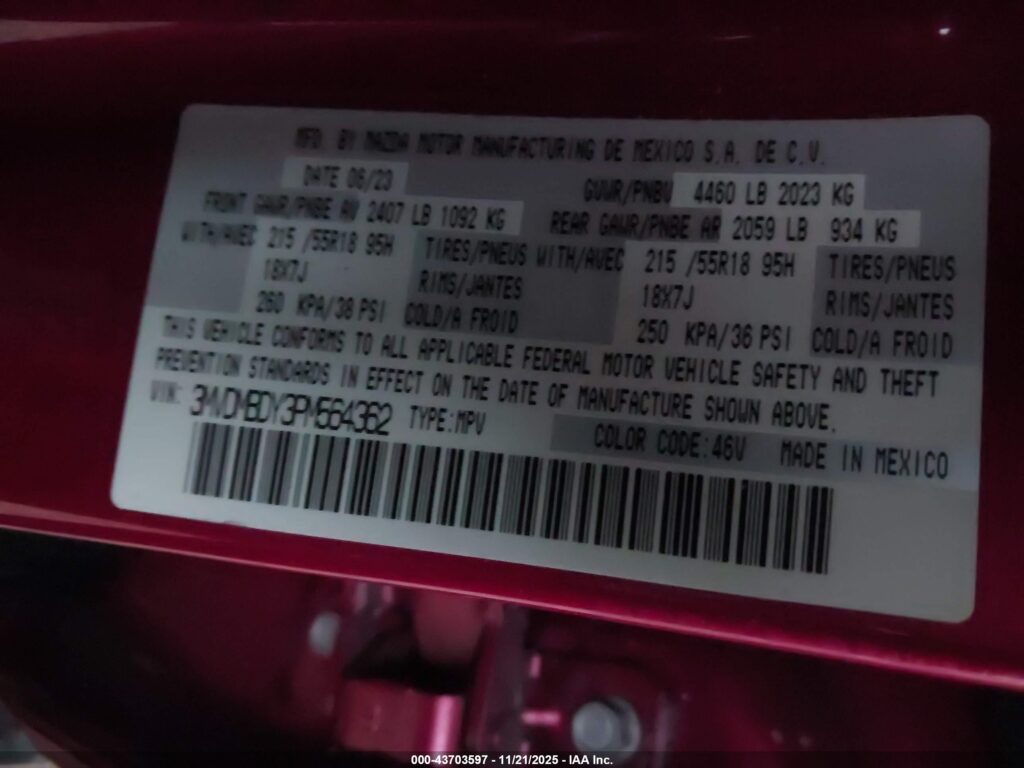 MFD. BY MAZDA MOTOR MANUFACTURING DE MEXICO S.A. DE C.V.
DATE 06/23 GVWR/PNBV 4460 LB 2023 KG
FRONT GAWR/PNBE AV 2407 LB 1092 KG REAR GAWR/PNBE AR 2059 LB 934 KG
WITH/AVEC 215 /55R18 95H TIRES/PNEUS WITH/AVEC 215 /55R18 95H TIRES/PNEUS
18X7J RIMS/JANTES 18X7J RIMS/JANTES
260 KPA/38 PSI COLD/A FROID 250 KPA/36 PSI COLD/A FROID
THIS VEHICLE CONFORMS TO ALL APPLICABLE FEDERAL MOTOR VEHICLE SAFETY AND THEFT
PREVENTION STANDARDS IN EFFECT ON THE DATE OF MANUFACTURE SHOWN ABOVE.
VIN: 3MVDMBDY3PM564362 TYPE:MPV COLOR CODE:46V MADE IN MEXICO
000-43703597 - 11/21/2025 - IAA Inc.